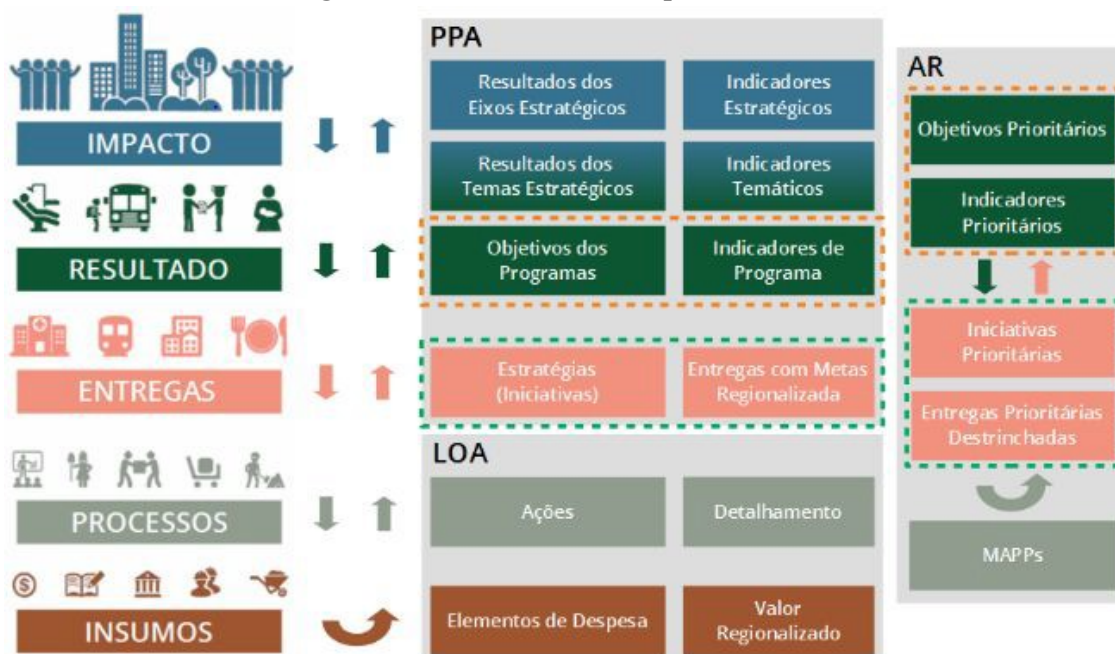 PPA
AR
IMPACTO
Resultados dos
Eixos Estratégicos
Indicadores
Estratégicos
Resultados dos
Temas Estratégicos
Indicadores
Temáticos
Objetivos Prioritários
Indicadores
Prioritários
RESULTADO
Objetivos dos
Programas
Indicadores de
Programa
ENTREGAS
Estratégias
(Iniciativas)
Entregas com Metas
Regionalizada
Iniciativas
Prioritárias
Entregas Prioritárias
Destrinchadas
LOA
PROCESSOS
Ações
Detalhamento
MAPPs
INSUMOS
Elementos de Despesa
Valor
Regionalizado